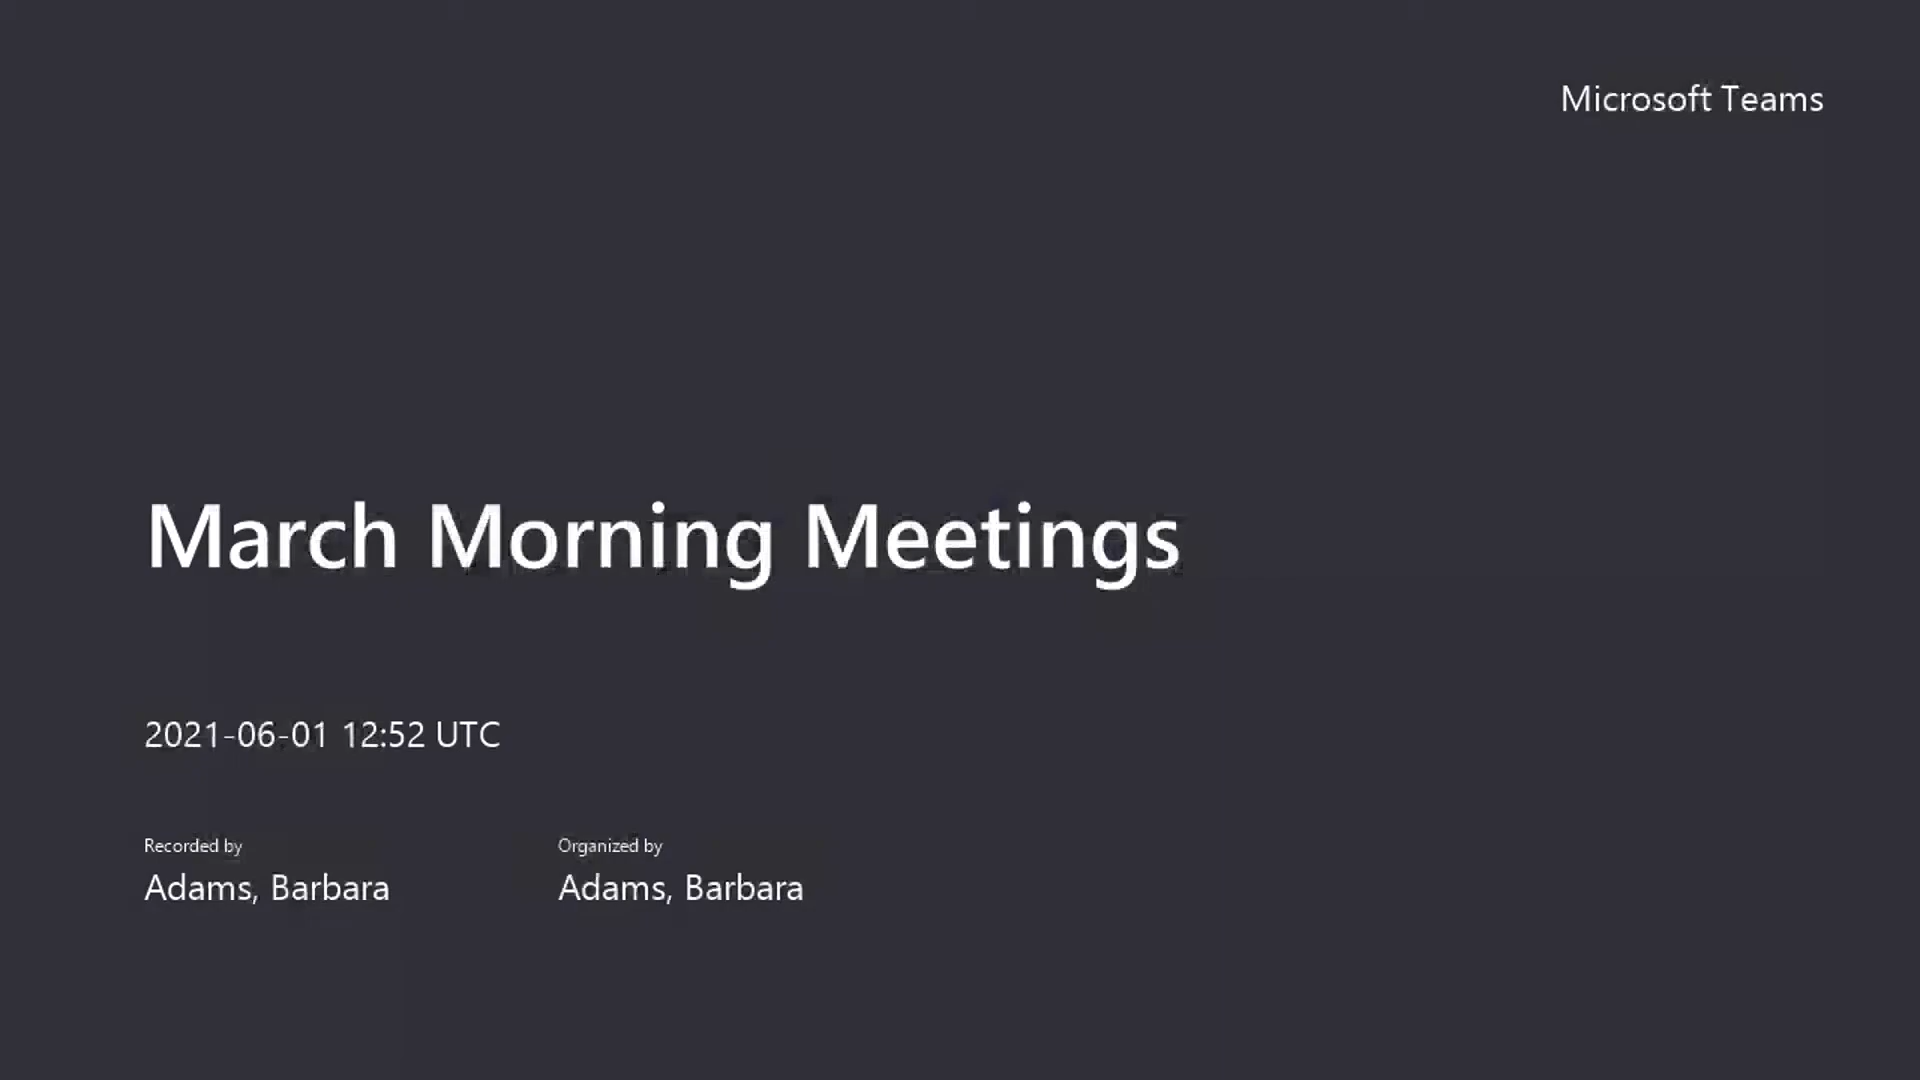 Microsoft Teams
March Morning Meetings
2021-06-01 12:52 UTC
Recorded by
Adams, Barbara
Organized by
Adams, Barbara